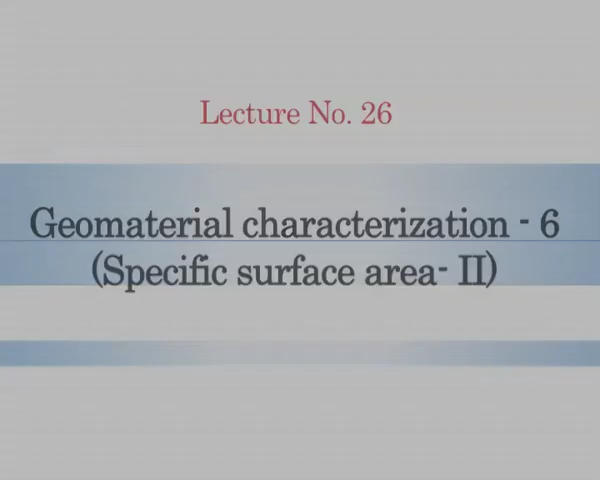 Lecture No. 26
Geomaterial characterization - 6
(Specific surface area- II)